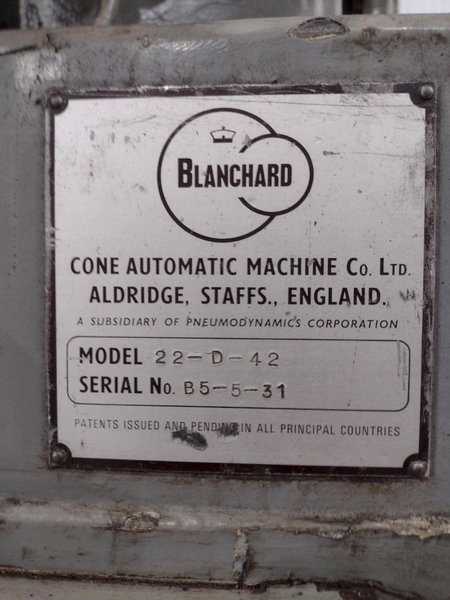 BLANCHARD
CONE AUTOMATIC MACHINE Co. LTD.
ALDRIDGE, STAFFS., ENGLAND.
A SUBSIDIARY OF PNEUMODYNAMICS CORPORATION
MODEL 22-D-42
SERIAL No. B5-5-31
PATENTS ISSUED AND PENDING IN ALL PRINCIPAL COUNTRIES